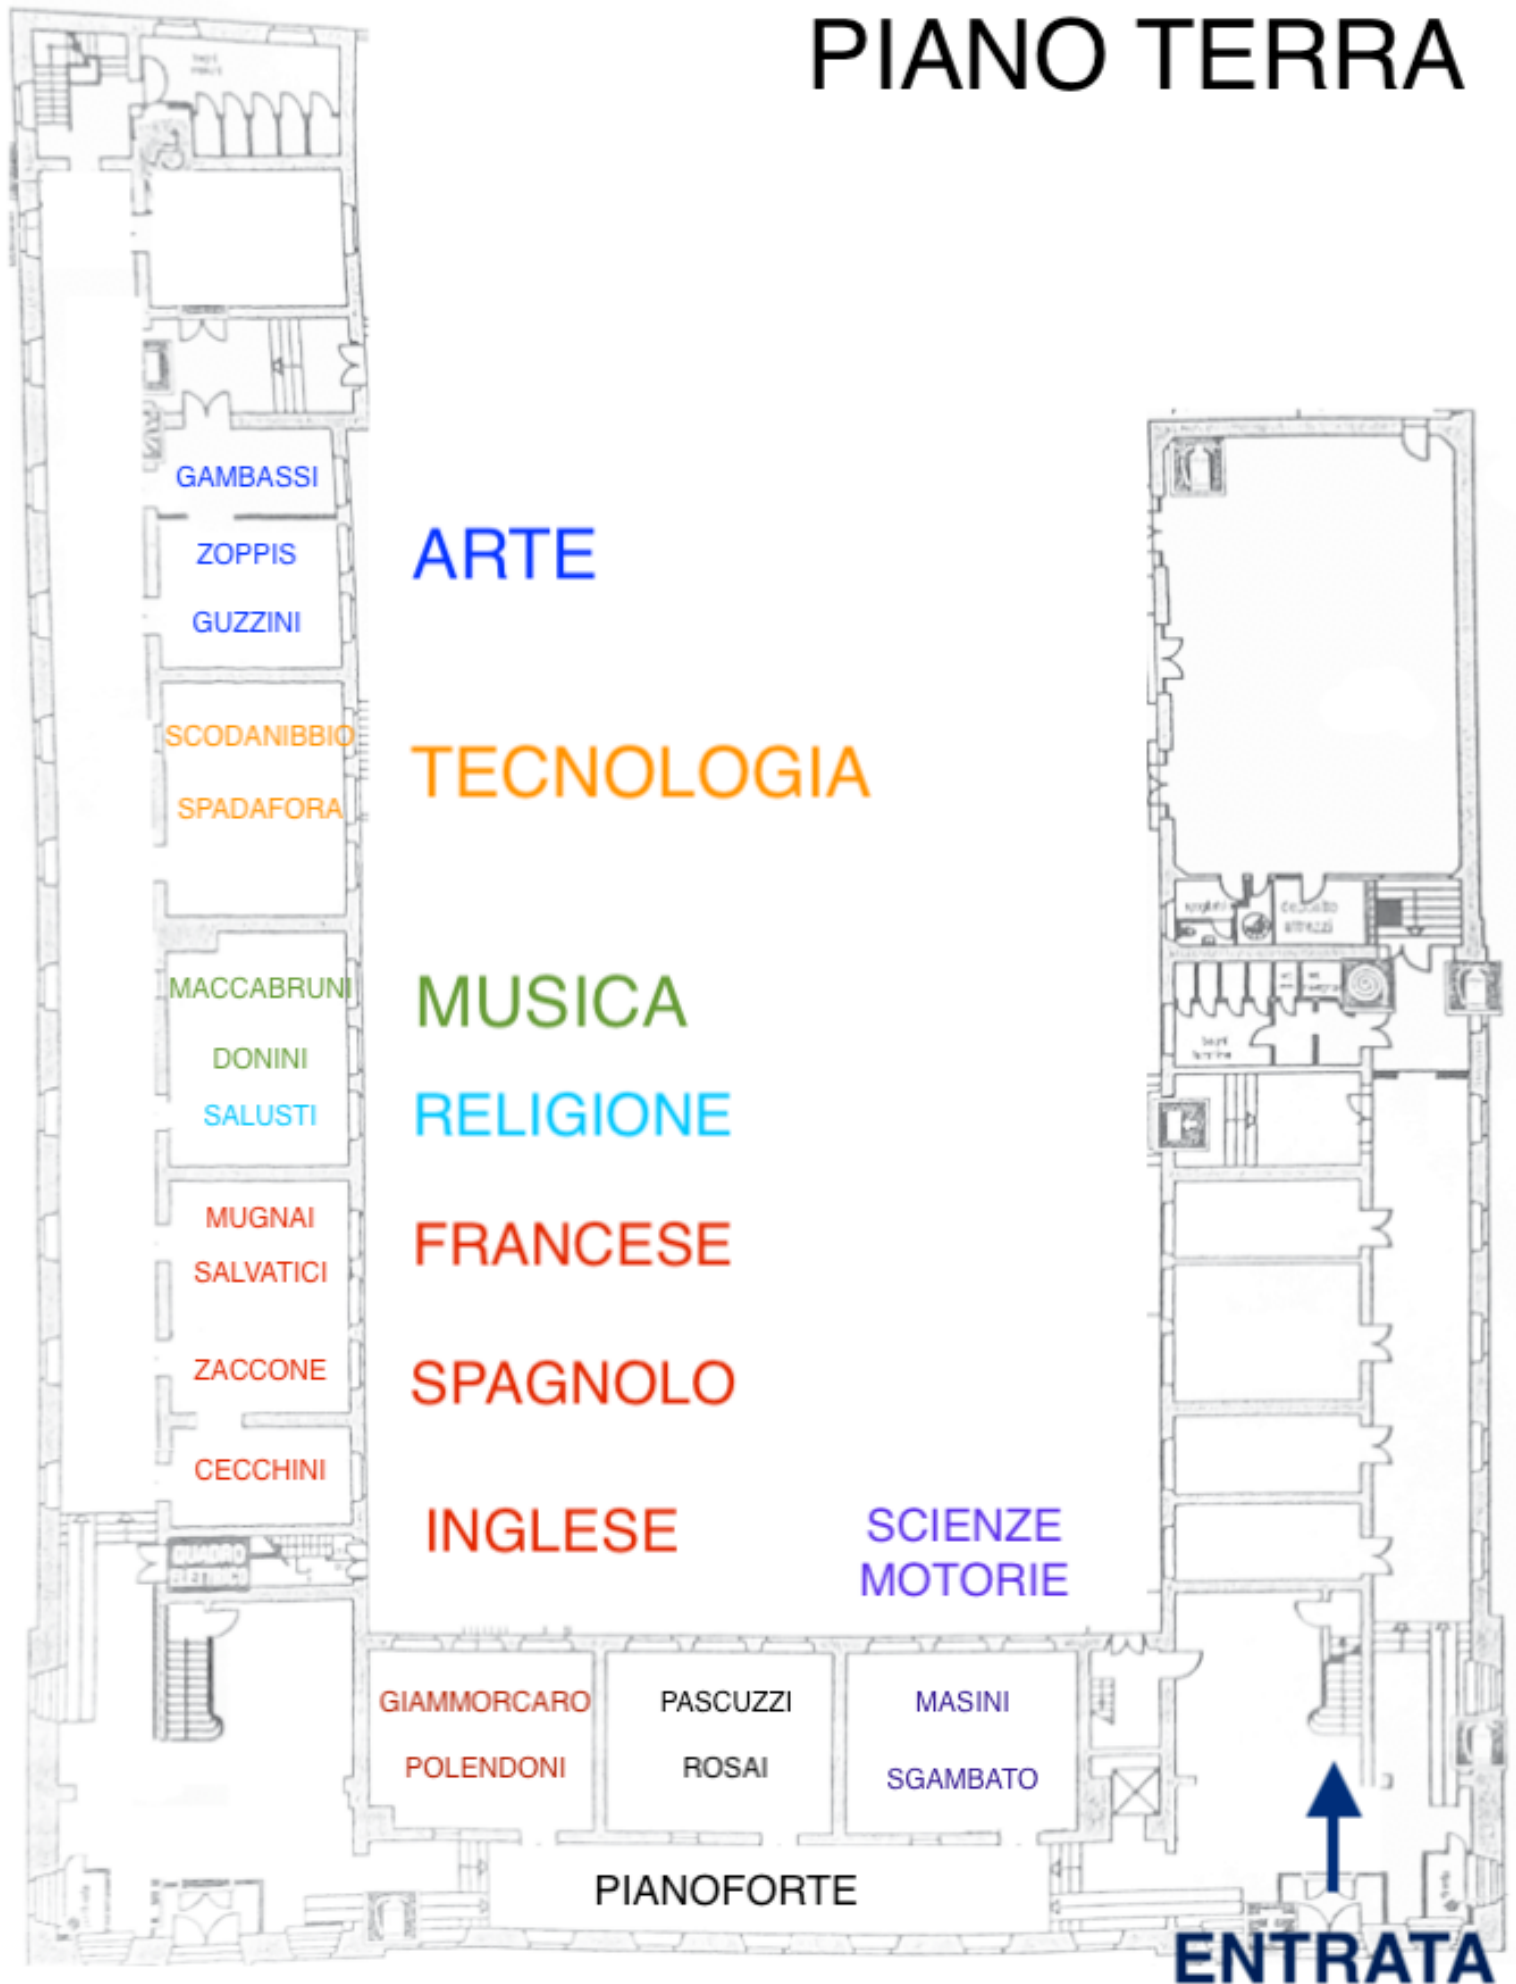 PIANO TERRA
GAMBASSI
ZOPPIS
GUZZINI
ARTE
SCODANIBBIO
SPADAFORA
TECNOLOGIA
MACCABRUNI
DONINI
MUSICA
SALUSTI
RELIGIONE
MUGNAI
SALVATICI
FRANCESE
ZACCONE
SPAGNOLO
CECCHINI
INGLESE
SCIENZE
MOTORIE
QUADRO
GIAMMORCARO
POLENDONI
PASCUZZI
ROSAI
MASINI
SGAMBATO
PIANOFORTE
ENTRATA